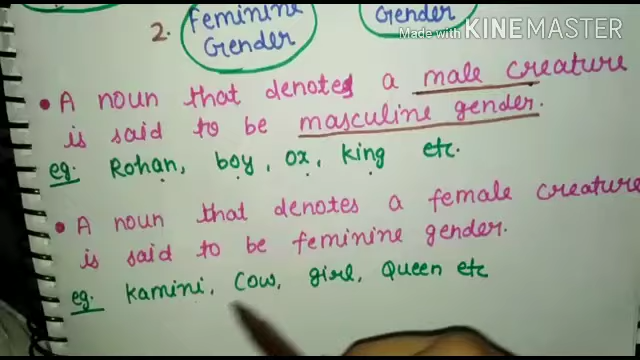 2. Feminine
Gender
Gender
Made with KINEMASTER
• A noun that denotes a male creature
is said to be masculine gender.
eg: Rohan, boy, ox, king etc.
• A noun that denotes a female creature
is said to be feminine gender.
eg. Kamini, Cow, girl, Queen etc